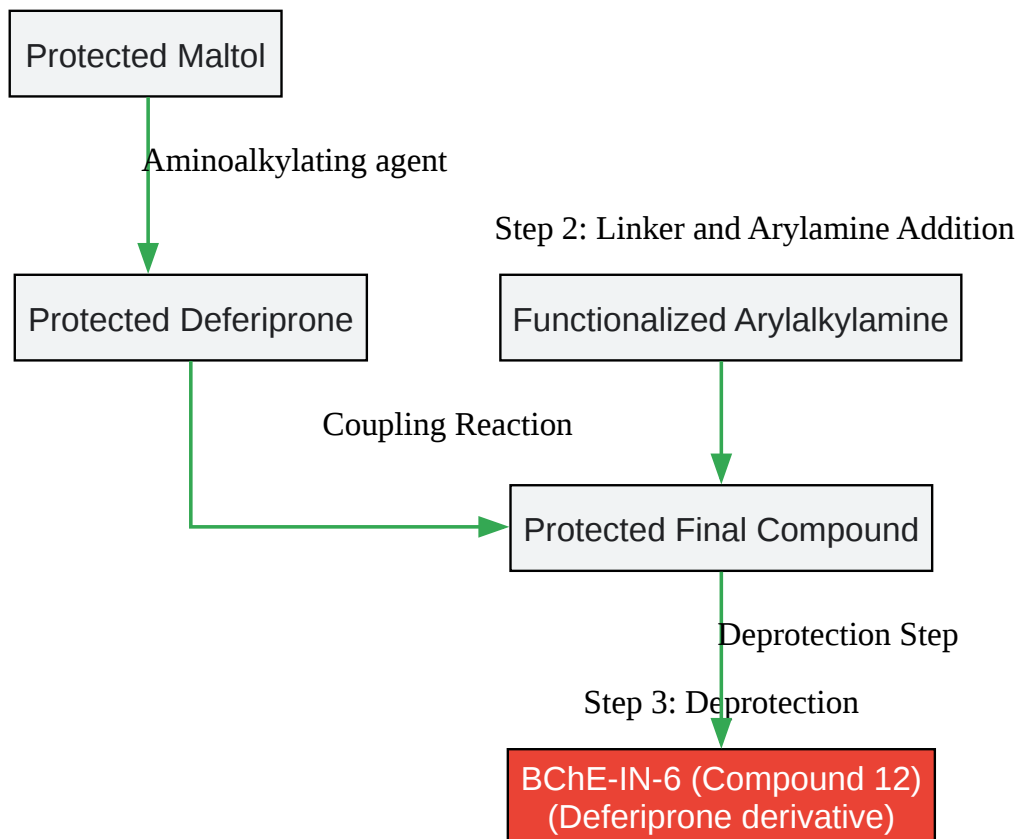 Protected Maltol
Aminoalkylating agent
Step 2: Linker and Arylamine Addition
Protected Deferiprone
Functionalized Arylalkylamine
Coupling Reaction
Protected Final Compound
Deprotection Step
Step 3: Deprotection
BChE-IN-6 (Compound 12)
(Deferiprone derivative)